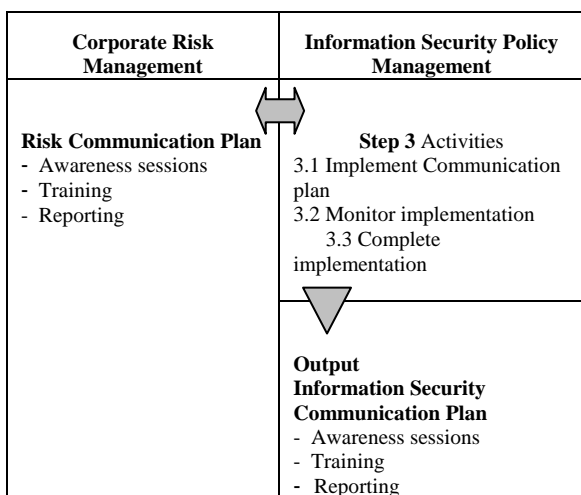 Corporate Risk
Management
Information Security Policy
Management
Risk Communication Plan
- Awareness sessions
- Training
- Reporting
Step 3 Activities
3.1 Implement Communication
plan
3.2 Monitor implementation
3.3 Complete
implementation
Output
Information Security
Communication Plan
- Awareness sessions
- Training
- Reporting